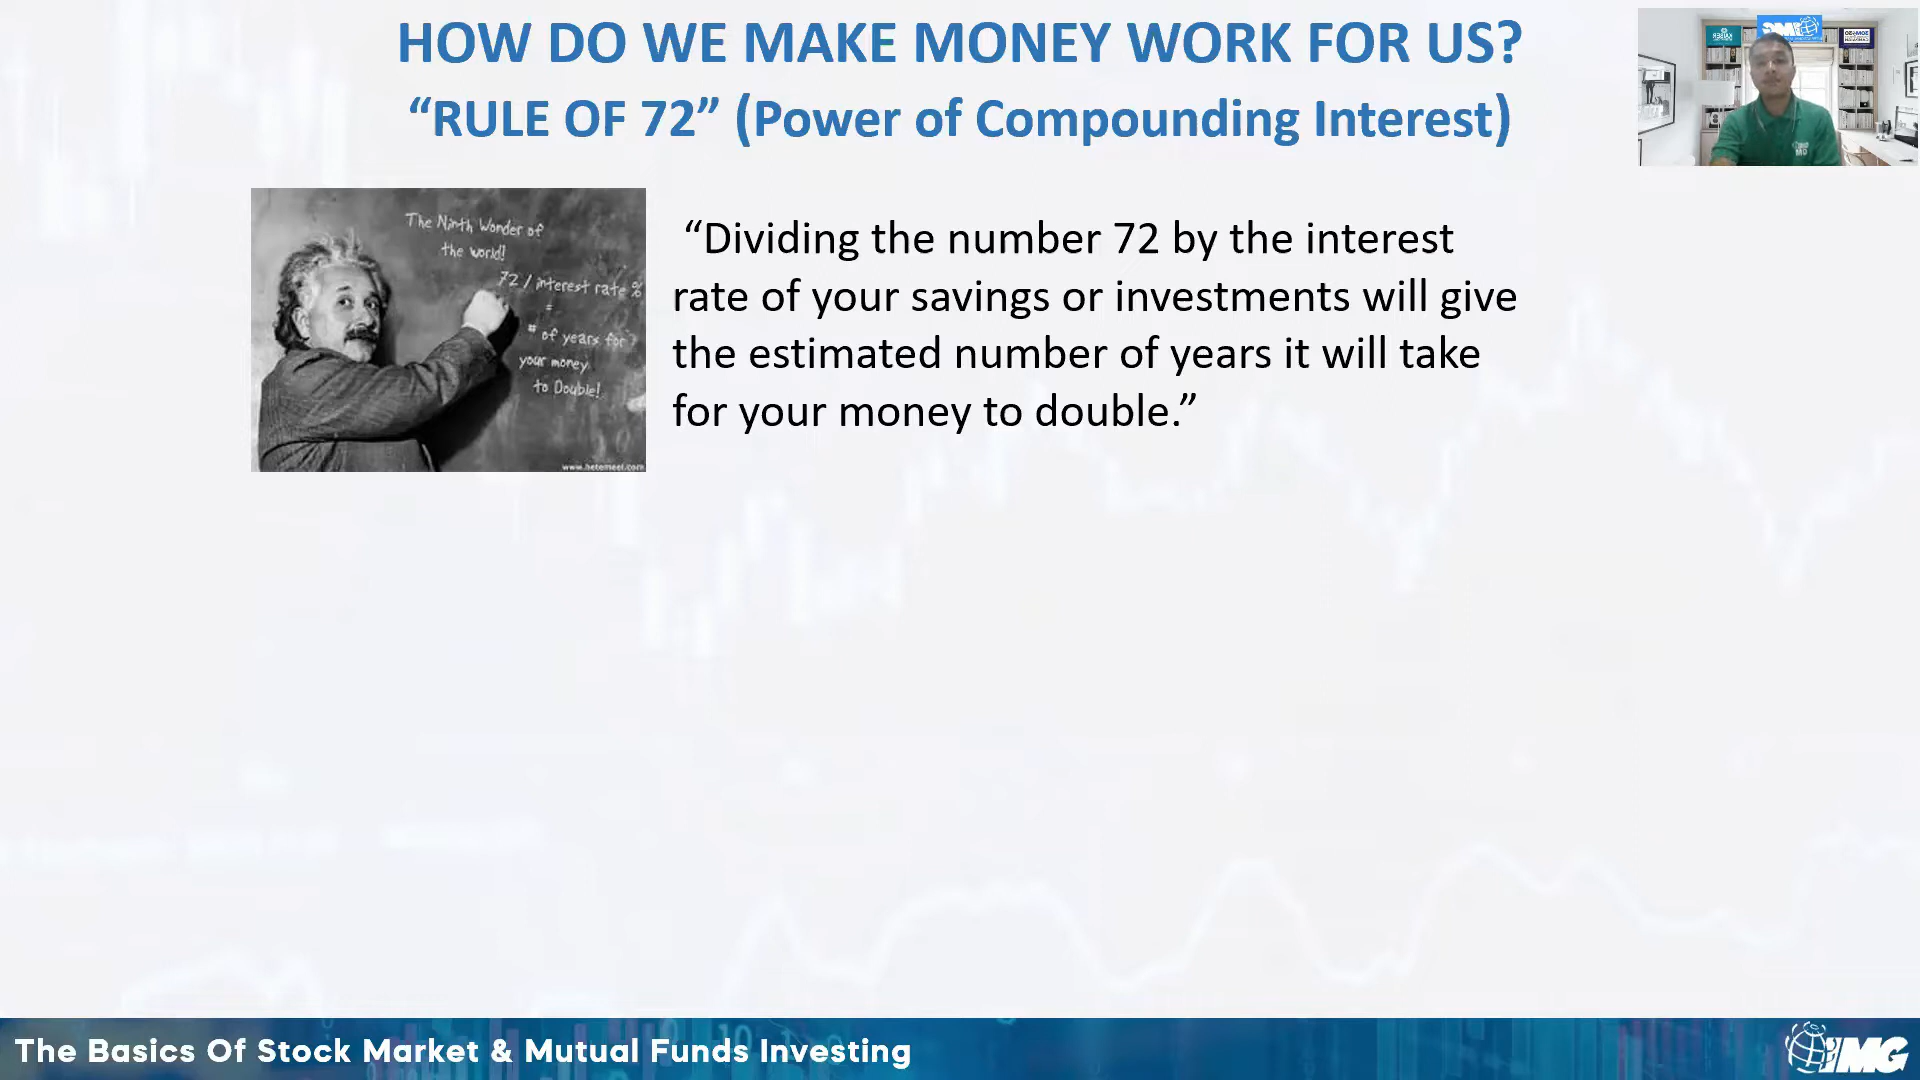 HOW DO WE MAKE MONEY WORK FOR US?
“RULE OF 72” (Power of Compounding Interest)
The Ninth Wonder of
the world!
72 / interest rate %
=
# of years for
your money
to Double!
www.hetemeel.com
“Dividing the number 72 by the interest
rate of your savings or investments will give
the estimated number of years it will take
for your money to double.”
The Basics Of Stock Market & Mutual Funds Investing
IMG